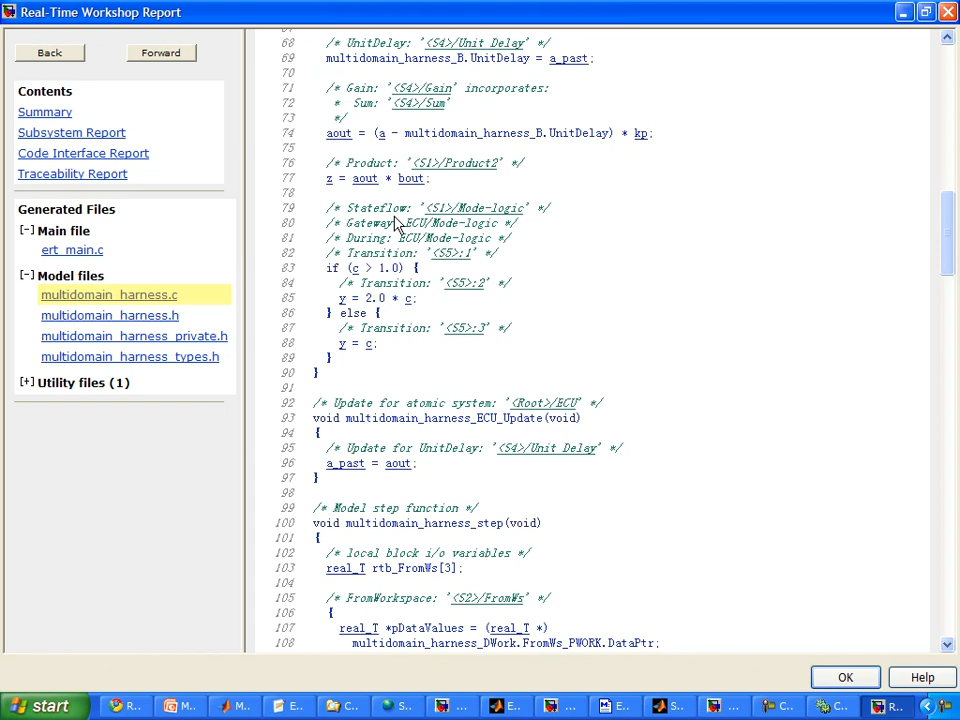 Real-Time Workshop Report
Back
Forward
Contents
Summary
Subsystem Report
Code Interface Report
Traceability Report
Generated Files
[-] Main file
ert_main.c
[-] Model files
multidomain_harness.c
multidomain_harness.h
multidomain_harness_private.h
multidomain_harness_types.h
[+] Utility files (1)
68 /* UnitDelay: '<S4>/Unit Delay' */
69 multidomain_harness_B.UnitDelay = a_past;
70
71 /* Gain: '<S4>/Gain' incorporates:
72 * Sum: '<S4>/Sum'
73 */
74 aout = (a - multidomain_harness_B.UnitDelay) * kp;
75
76 /* Product: '<S1>/Product2' */
77 z = aout * bout;
78
79 /* Stateflow: '<S1>/Mode-logic' */
80 /* Gateway: ECU/Mode-logic */
81 /* During: ECU/Mode-logic */
82 /* Transition: '<S5>:1' */
83 if (c > 1.0) {
84 /* Transition: '<S5>:2' */
85 y = 2.0 * c;
86 } else {
87 /* Transition: '<S5>:3' */
88 y = c;
89 }
90 }
91
92 /* Update for atomic system: '<Root>/ECU' */
93 void multidomain_harness_ECU_Update(void)
94 {
95 /* Update for UnitDelay: '<S4>/Unit Delay' */
96 a_past = aout;
97 }
98
99 /* Model step function */
100 void multidomain_harness_step(void)
101 {
102 /* local block i/o variables */
103 real_T rtb_FromWs[3];
104
105 /* FromWorkspace: '<S2>/FromWs' */
106 {
107 real_T *pDataValues = (real_T *)
108 multidomain_harness_DWork.FromWs_PWORK.DataPtr;
OK
Help
start
R...
M...
M...
E...
C...
S...
...
E...
...
E...
S...
...
C...
C...
R...